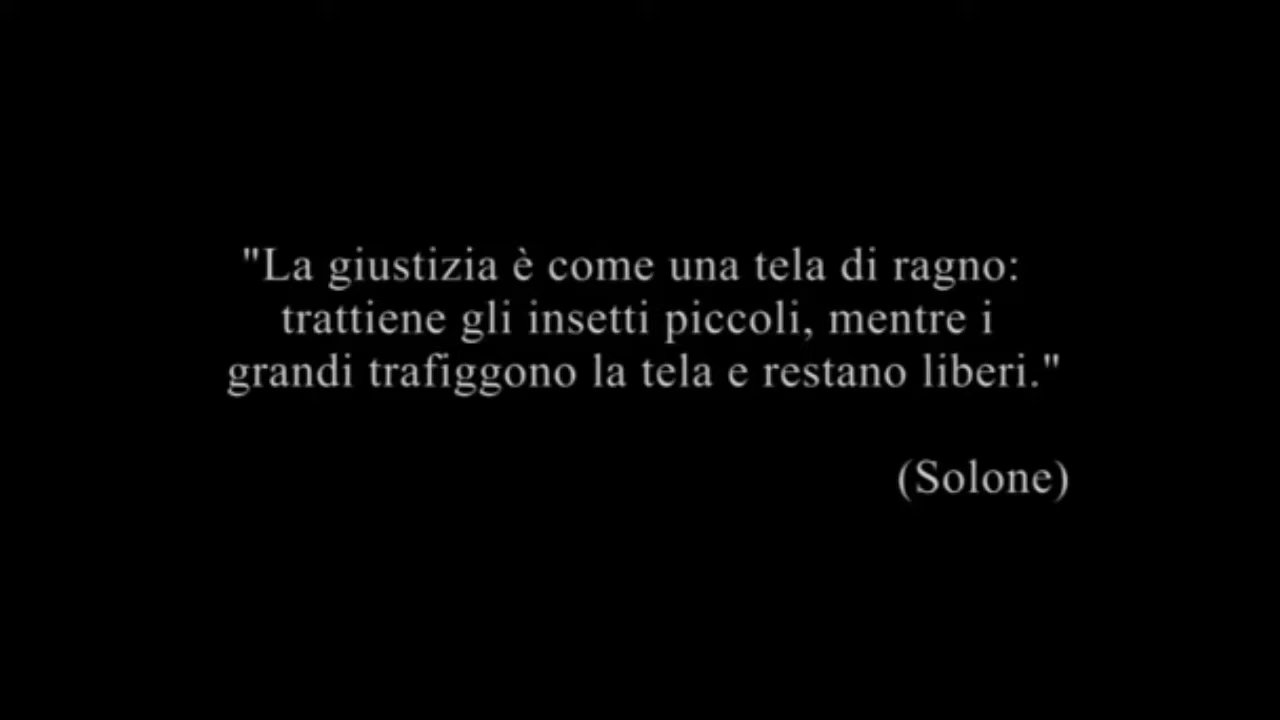 "La giustizia è come una tela di ragno:
trattiene gli insetti piccoli, mentre i
grandi trafiggono la tela e restano liberi."
(Solone)